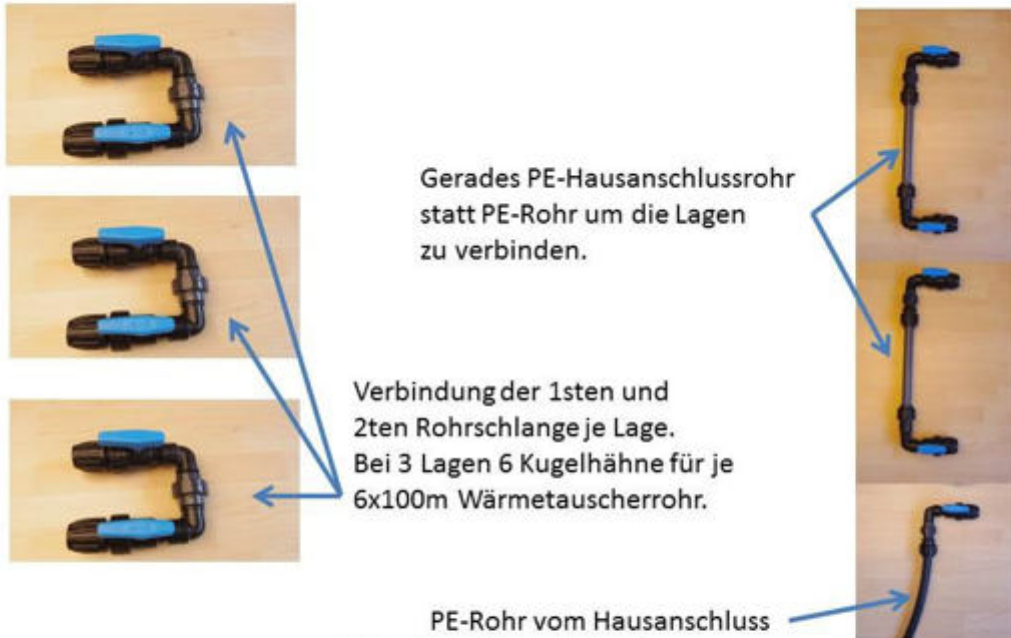 Gerades PE-Hausanschlussrohr
statt PE-Rohr um die Lagen
zu verbinden.
Verbindung der 1sten und
2ten Rohrschlange je Lage.
Bei 3 Lagen 6 Kugelhähne für je
6x100m Wärmetauscherrohr.
PE-Rohr vom Hausanschluss